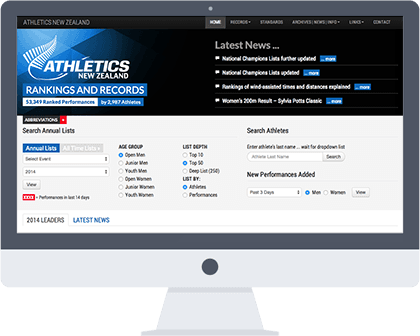 ATHLETICS NEW ZEALAND
HOME RECORDS STANDARDS ARCHIVES | NEWS | INFO LINKS CONTACT
ATHLETICS
NEW ZEALAND
RANKINGS AND RECORDS
53,349 Ranked Performances by 2,987 Athletes
Latest News ...
National Champions Lists further updated ... more
National Champions Lists updated ... more
Rankings of wind-assisted times and distances explained ... more
Women's 200m Result – Sylvia Potts Classic ... more
ABBREVIATIONS +
Search Annual Lists
Annual Lists All Time Lists »
Select Event
2014
View
XXXX = Performances in last 14 days
AGE GROUP
Open Men
Junior Men
Youth Men
Open Women
Junior Women
Youth Women
LIST DEPTH
Top 10
Top 50
Deep List (250)
LIST BY:
Athletes
Performances
Search Athletes
Enter athlete's last name ... wait for dropdown list
Athlete Last Name Search
New Performances Added
Past 3 Days Men Women View
2014 LEADERS LATEST NEWS